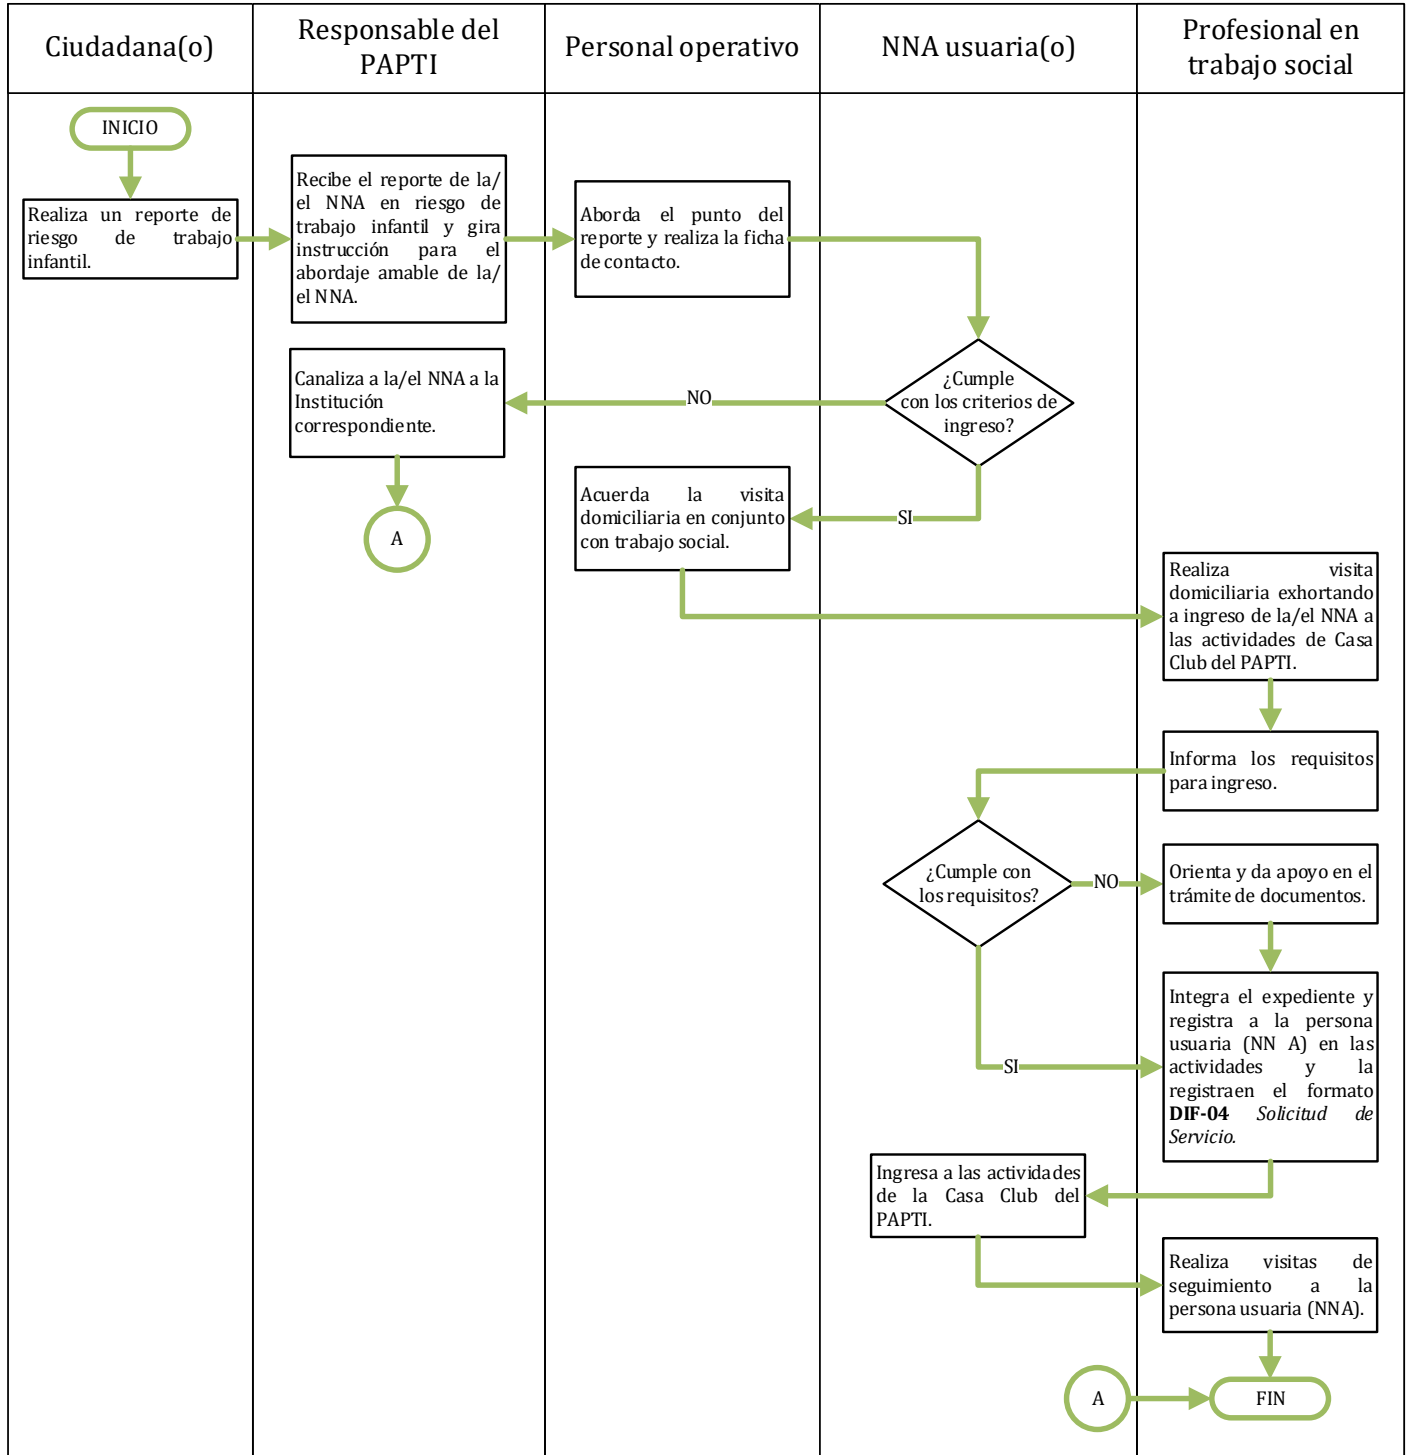 Ciudadana(o)
Responsable del
PAPTI
Personal operativo
NNA usuaria(o)
Profesional en
trabajo social
INICIO
Realiza un reporte de
riesgo de trabajo
infantil.
Recibe el reporte de la/
el NNA en riesgo de
trabajo infantil y gira
instrucción para el
abordaje amable de la/
el NNA.
Aborda el punto del
reporte y realiza la ficha
de contacto.
¿Cumple
con los criterios de
ingreso?
NO
Canaliza a la/el NNA a la
Institución
correspondiente.
A
SI
Acuerda la visita
domiciliaria en conjunto
con trabajo social.
Realiza visita
domiciliaria exhortando
a ingreso de la/el NNA a
las actividades de Casa
Club del PAPTI.
Informa los requisitos
para ingreso.
¿Cumple con
los requisitos?
NO
Orienta y da apoyo en el
trámite de documentos.
SI
Integra el expediente y
registra a la persona
usuaria (NN A) en las
actividades y la
registraen el formato
DIF-04 Solicitud de
Servicio.
Ingresa a las actividades
de la Casa Club del
PAPTI.
Realiza visitas de
seguimiento a la
persona usuaria (NNA).
A
FIN